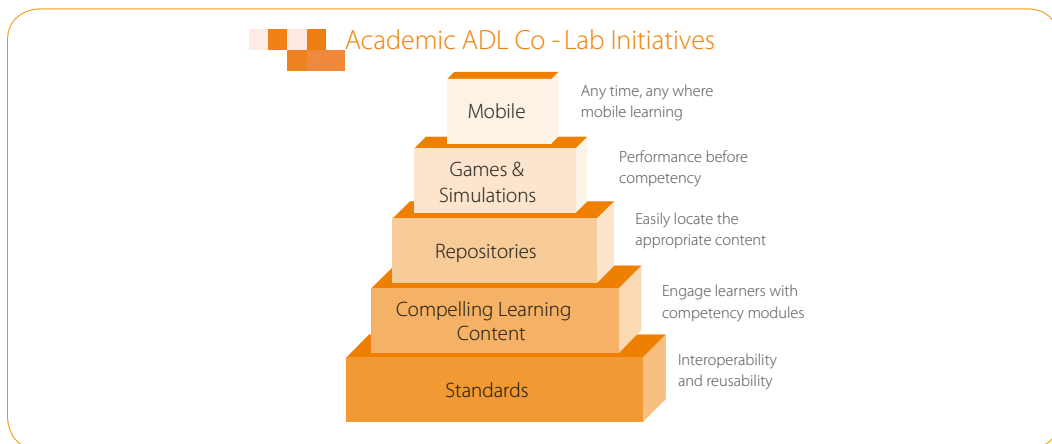 Academic ADL Co - Lab Initiatives
Mobile
Any time, any where
mobile learning
Games &
Simulations
Performance before
competency
Repositories
Easily locate the
appropriate content
Compelling Learning
Content
Engage learners with
competency modules
Standards
Interoperability
and reusability